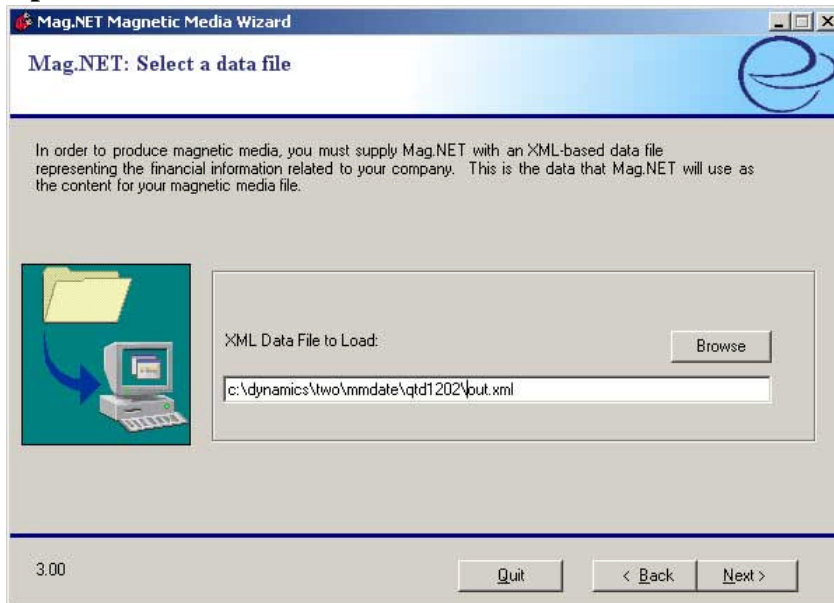 Mag.NET Magnetic Media Wizard
Mag.NET: Select a data file
In order to produce magnetic media, you must supply Mag.NET with an XML-based data file
representing the financial information related to your company. This is the data that Mag.NET will use as
the content for your magnetic media file.
XML Data File to Load:
Browse
c:\dynamics\two\mmdate\qtd1202\out.xml
3.00
Quit
< Back
Next >